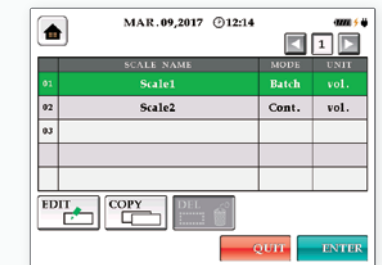 MAR.09,2017 12:14
1
SCALE NAME MODE UNIT
01 Scale1 Batch vol.
02 Scale2 Cont. vol.
03
EDIT COPY DEL
QUIT ENTER